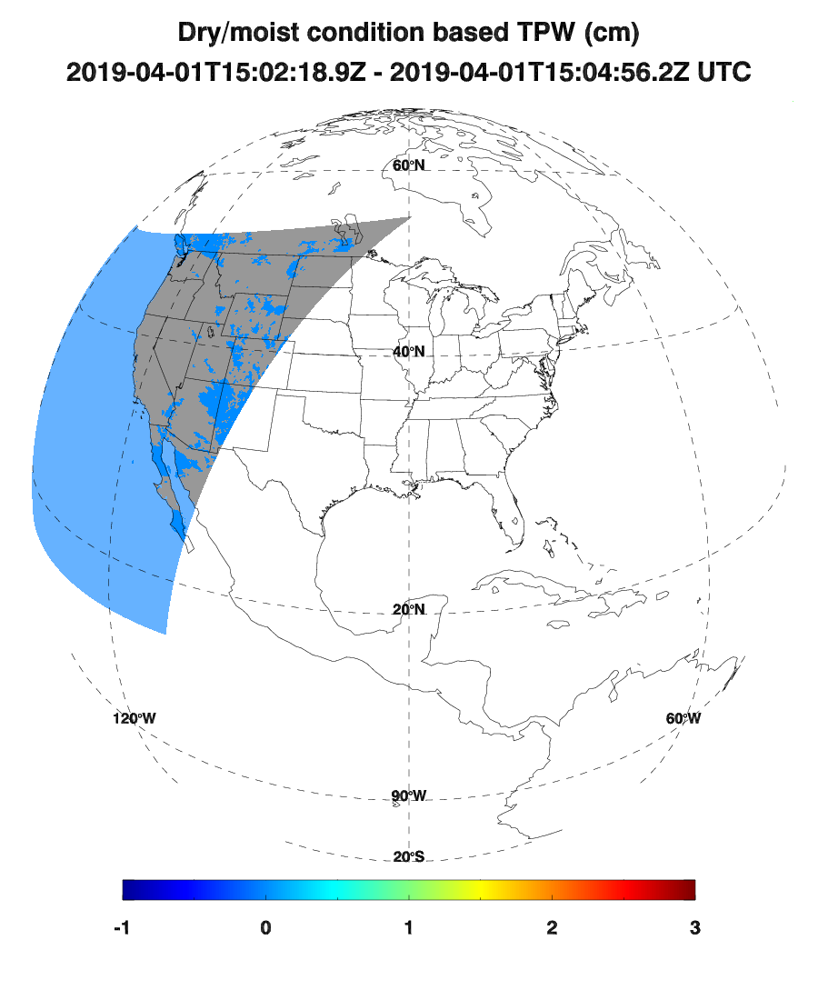 Dry/moist condition based TPW (cm)
2019-04-01T15:02:18.9Z - 2019-04-01T15:04:56.2Z UTC
60°N
40°N
20°N
120°W
60°W
90°W
20°S
-1 0 1 2 3